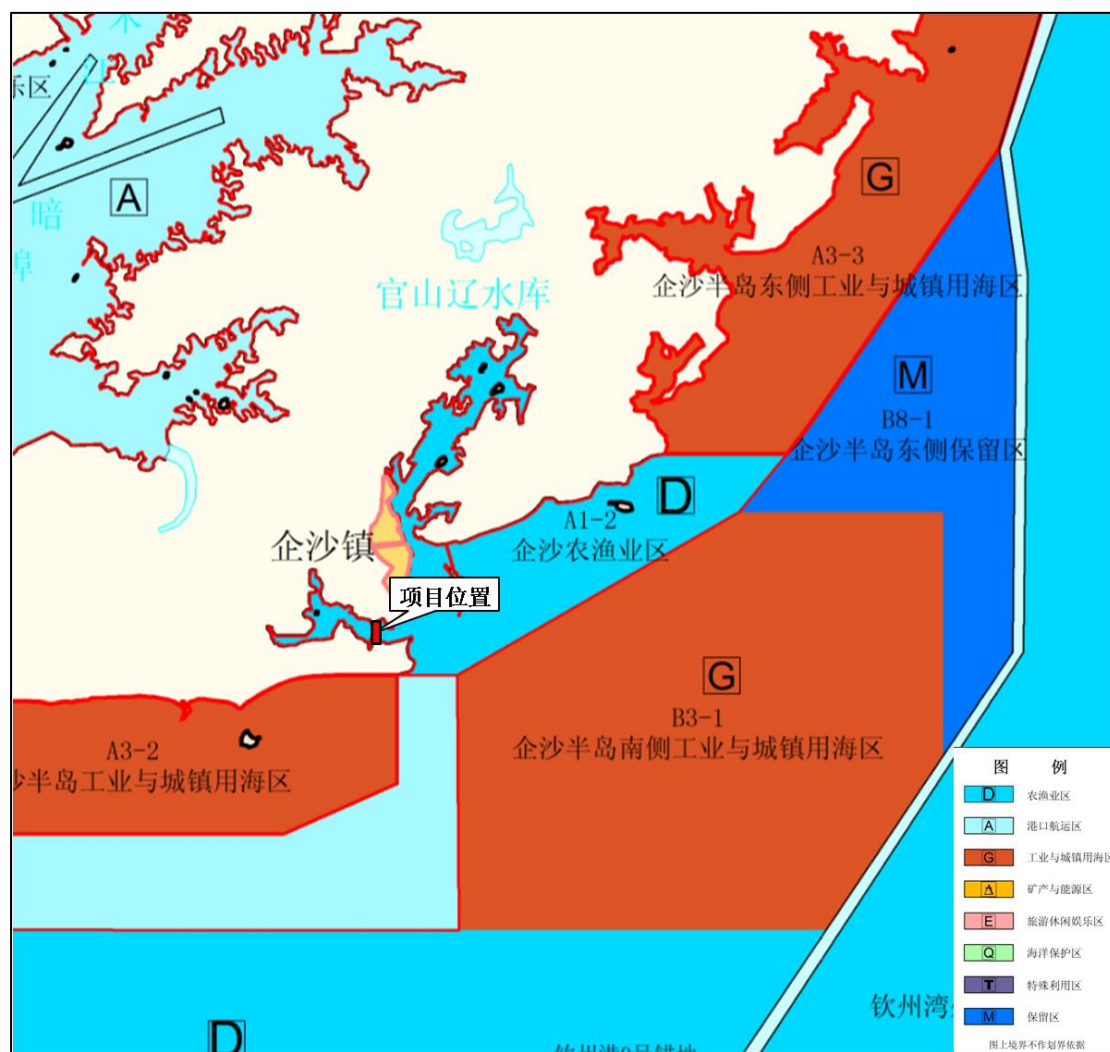 乐区
A
暗
埠
江
官山辽水库
G
A3-3
企沙半岛东侧工业与城镇用海区
M
B8-1
企沙半岛东侧保留区
D
A1-2
企沙农渔业区
企沙镇
项目位置
G
B3-1
企沙半岛南侧工业与城镇用海区
A3-2
沙半岛工业与城镇用海区
D
钦州湾
图 例
D 农渔业区
A 港口航运区
G 工业与城镇用海区
矿产与能源区
E 旅游休闲娱乐区
Q 海洋保护区
T 特殊利用区
M 保留区
图上境界不作划界依据